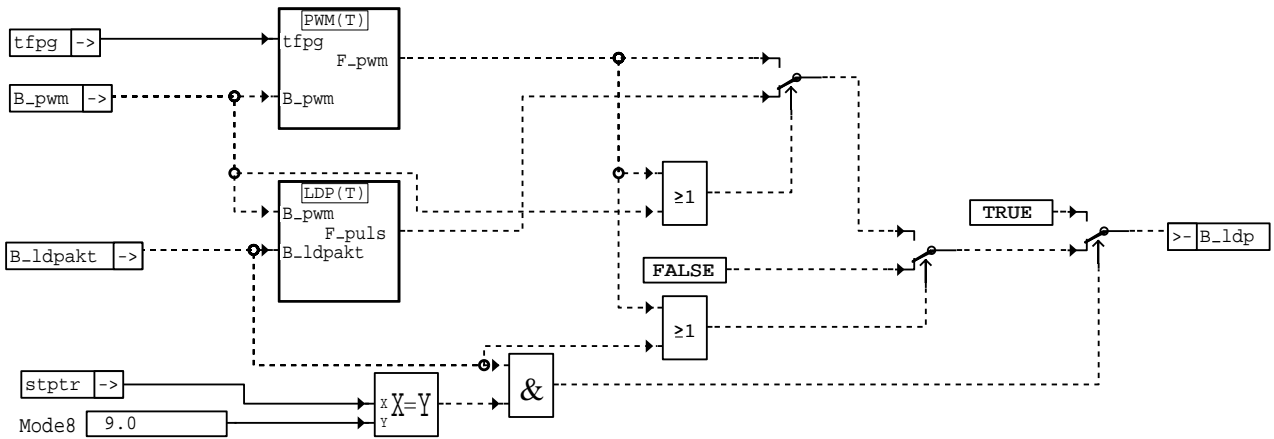 PWM(T)
tfpg ->
tfpg
F_pwm
B_pwm ->
B_pwm
LDP(T)
≥1
B_pwm
TRUE
F_puls
>- B_ldp
B_ldpakt ->
B_ldpakt
FALSE
≥1
stptr ->
&
X X=Y
Y
Mode8 9.0